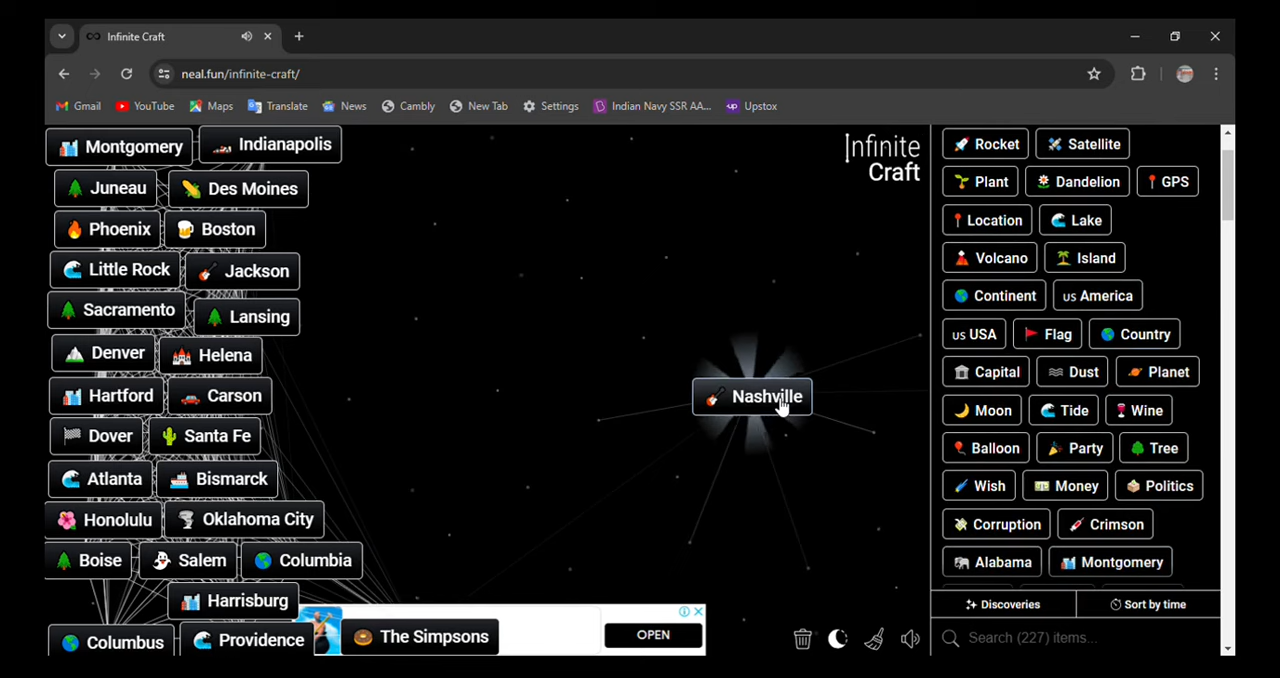 Infinite Craft
neal.fun/infinite-craft/
Gmail YouTube Maps Translate News Cambly New Tab Settings Indian Navy SSR AA... Upstox
Montgomery Indianapolis
Juneau Des Moines
Phoenix Boston
Little Rock Jackson
Sacramento Lansing
Denver Helena
Hartford Carson
Dover Santa Fe
Atlanta Bismarck
Honolulu Oklahoma City
Boise Salem Columbia
Harrisburg
Columbus Providence The Simpsons OPEN
Nashville
Infinite
Craft
Rocket Satellite
Plant Dandelion GPS
Location Lake
Volcano Island
Continent US America
US USA Flag Country
Capital Dust Planet
Moon Tide Wine
Balloon Party Tree
Wish Money Politics
Corruption Crimson
Alabama Montgomery
Discoveries Sort by time
Search (227) items...